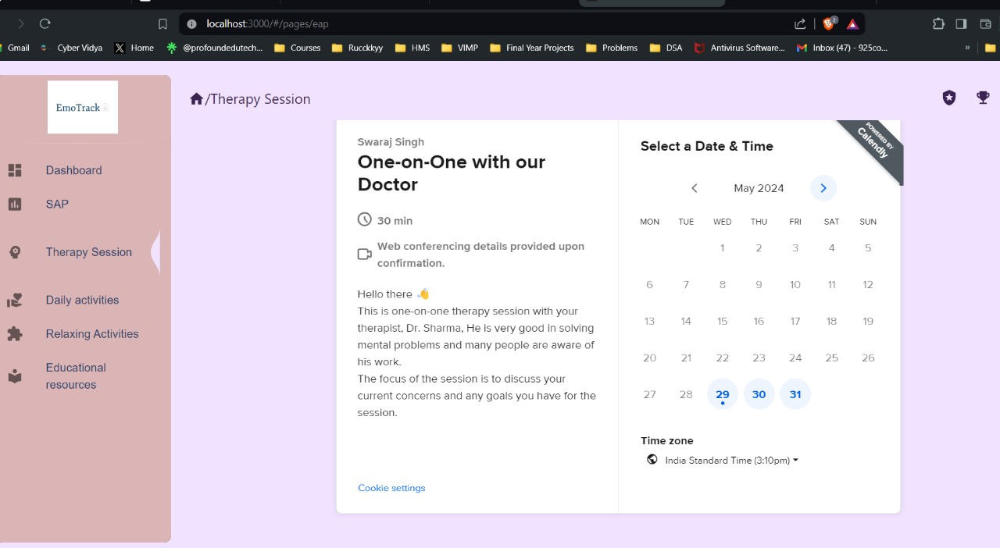 localhost:3000/#/pages/eap
2
Gmail
Cyber Vidya
Home
@profoundedutech...
Courses
Rucckkyy
HMS
VIMP
Final Year Projects
Problems
DSA
Antivirus Software...
Inbox (47) - 925co...
»
EmoTrack
Dashboard
SAP
Therapy Session
Daily activities
Relaxing Activities
Educational
resources
/Therapy Session
Swaraj Singh
One-on-One with our
Doctor
30 min
Web conferencing details provided upon
confirmation.
Hello there 👋
This is one-on-one therapy session with your
therapist, Dr. Sharma, He is very good in solving
mental problems and many people are aware of
his work.
The focus of the session is to discuss your
current concerns and any goals you have for the
session.
Cookie settings
POWERED BY
Calendly
Select a Date & Time
May 2024
MON TUE WED THU FRI SAT SUN
1 2 3 4 5
6 7 8 9 10 11 12
13 14 15 16 17 18 19
20 21 22 23 24 25 26
27 28 29 30 31
Time zone
India Standard Time (3:10pm)